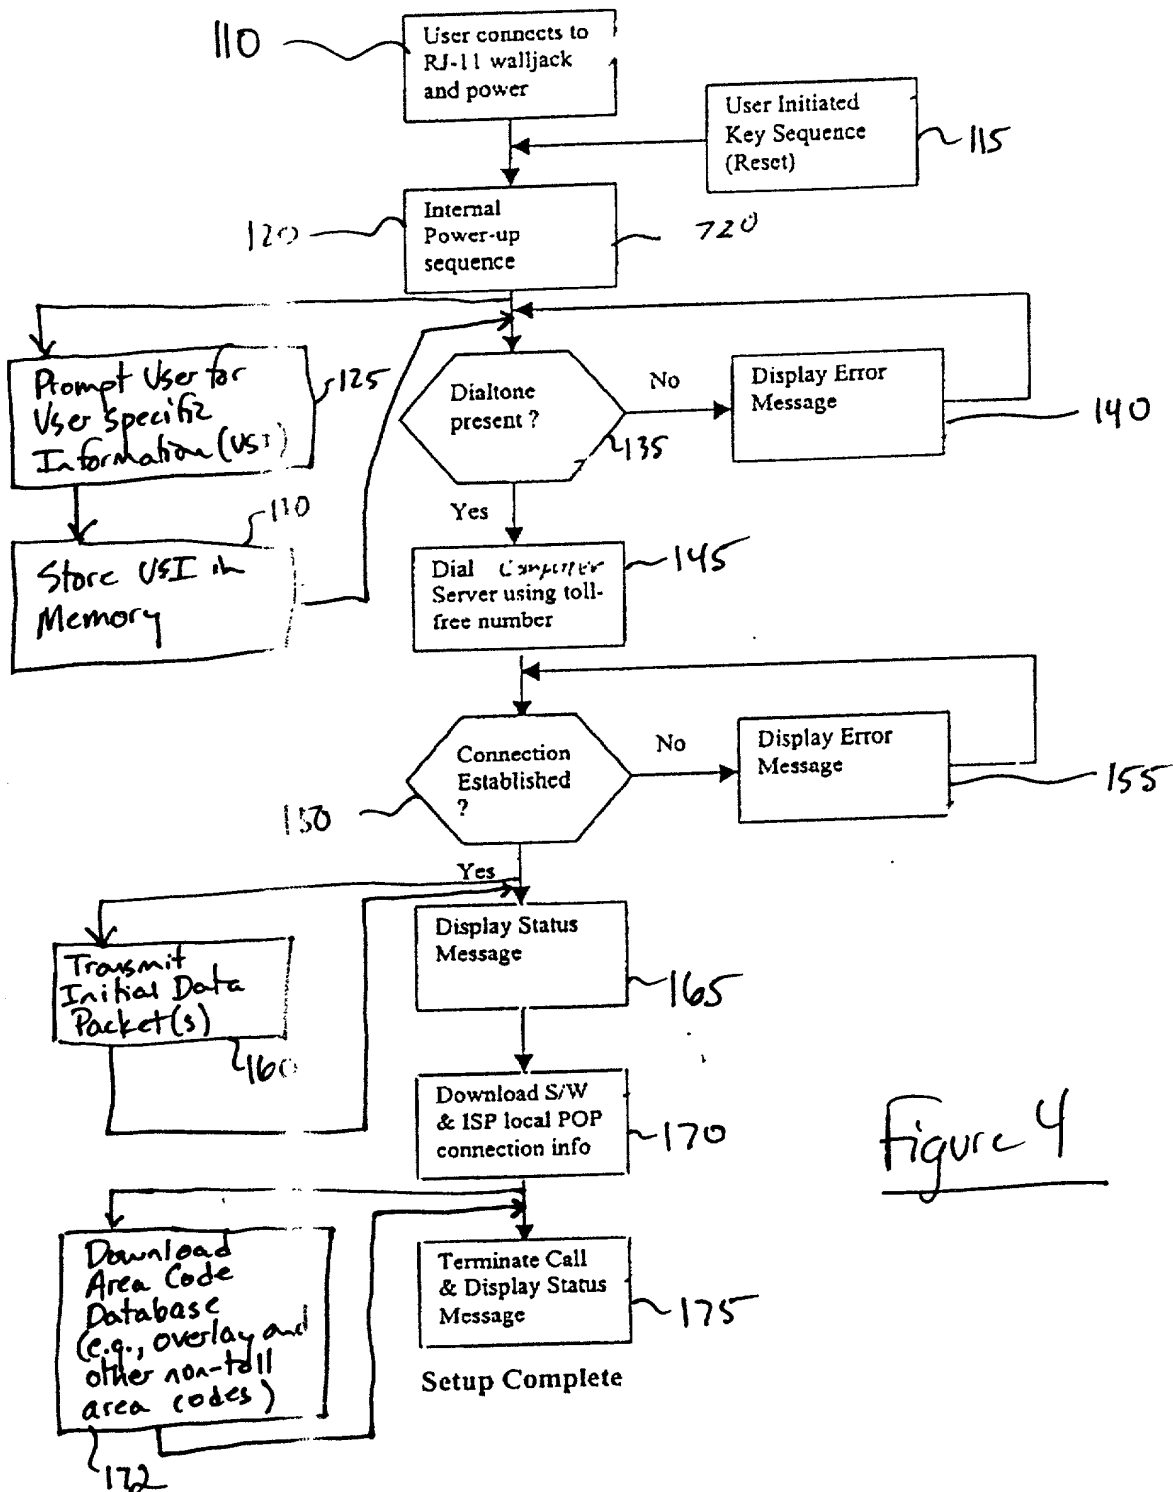 110
User connects to
RJ-11 walljack
and power
User Initiated
Key Sequence
(Reset)
115
Internal
Power-up
sequence
120
720
Prompt User for
User specific
Information (USI)
125
Dialtone
present ?
135
No
Display Error
Message
140
Yes
Store USI in
Memory
130
Dial Computer
Server using toll-
free number
145
Connection
Established
?
150
No
Display Error
Message
155
Yes
Transmit
Initial Data
Packet(s)
160
Display Status
Message
165
Download S/W
& ISP local POP
connection info
170
Figure 4
Download
Area Code
Database
(e.g., overlay and
other non-toll
area codes)
172
Terminate Call
& Display Status
Message
175
Setup Complete